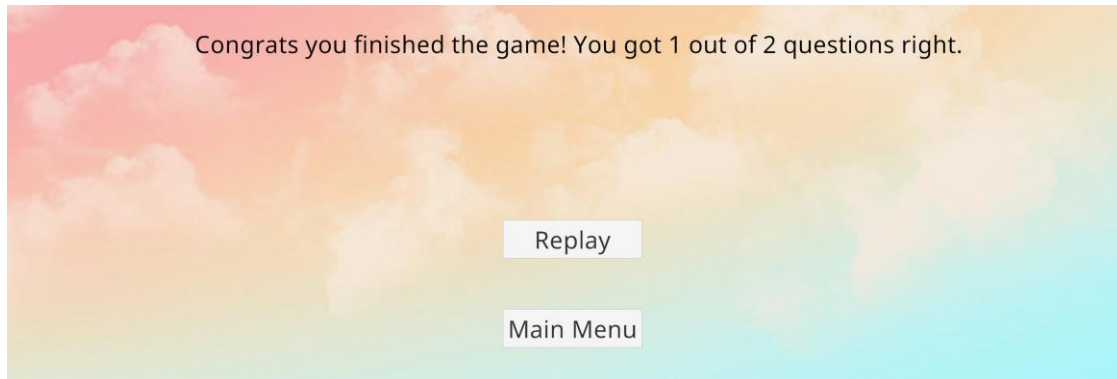 Congrats you finished the game! You got 1 out of 2 questions right.
Replay
Main Menu